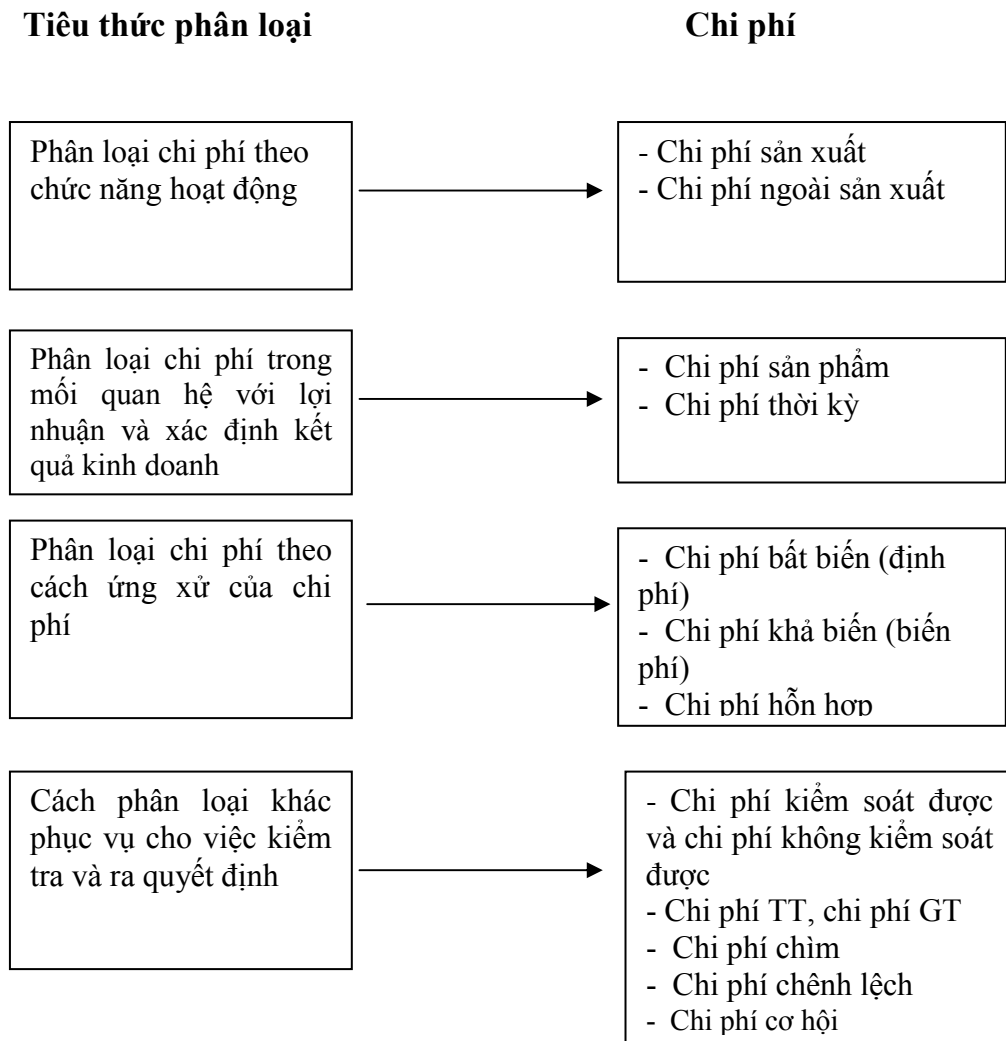 Tiêu thức phân loại
Chi phí
Phân loại chi phí theo
chức năng hoạt động
- Chi phí sản xuất
- Chi phí ngoài sản xuất
Phân loại chi phí trong
mối quan hệ với lợi
nhuận và xác định kết
quả kinh doanh
- Chi phí sản phẩm
- Chi phí thời kỳ
Phân loại chi phí theo
cách ứng xử của chi
phí
- Chi phí bất biến (định
phí)
- Chi phí khả biến (biến
phí)
- Chi phí hỗn hợp
Cách phân loại khác
phục vụ cho việc kiểm
tra và ra quyết định
- Chi phí kiểm soát được
và chi phí không kiểm soát
được
- Chi phí TT, chi phí GT
- Chi phí chìm
- Chi phí chênh lệch
- Chi phí cơ hội